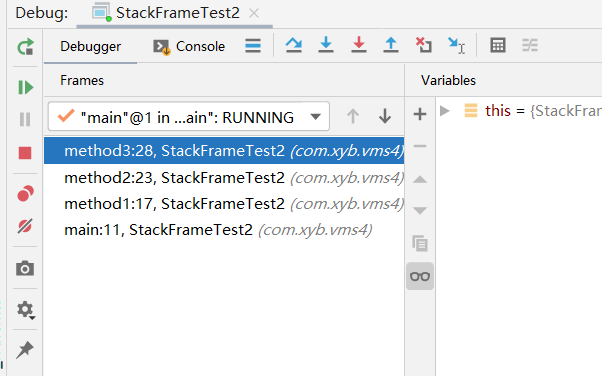 Debug: StackFrameTest2
Debugger Console
Frames Variables
"main"@1 in ...ain": RUNNING
this = {StackFram
method3:28, StackFrameTest2 (com.xyb.vms4)
method2:23, StackFrameTest2 (com.xyb.vms4)
method1:17, StackFrameTest2 (com.xyb.vms4)
main:11, StackFrameTest2 (com.xyb.vms4)